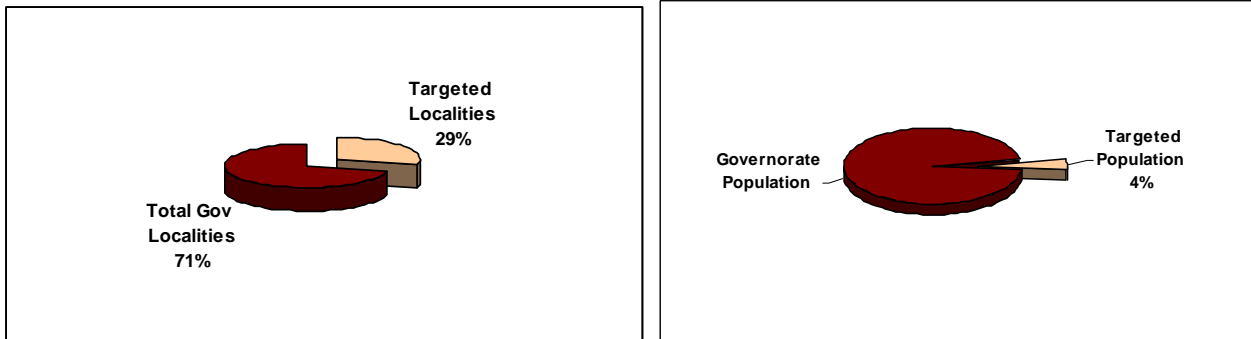 Targeted
Localities
29%
Total Gov
Localities
71%
Governorate
Population
Targeted
Population
4%